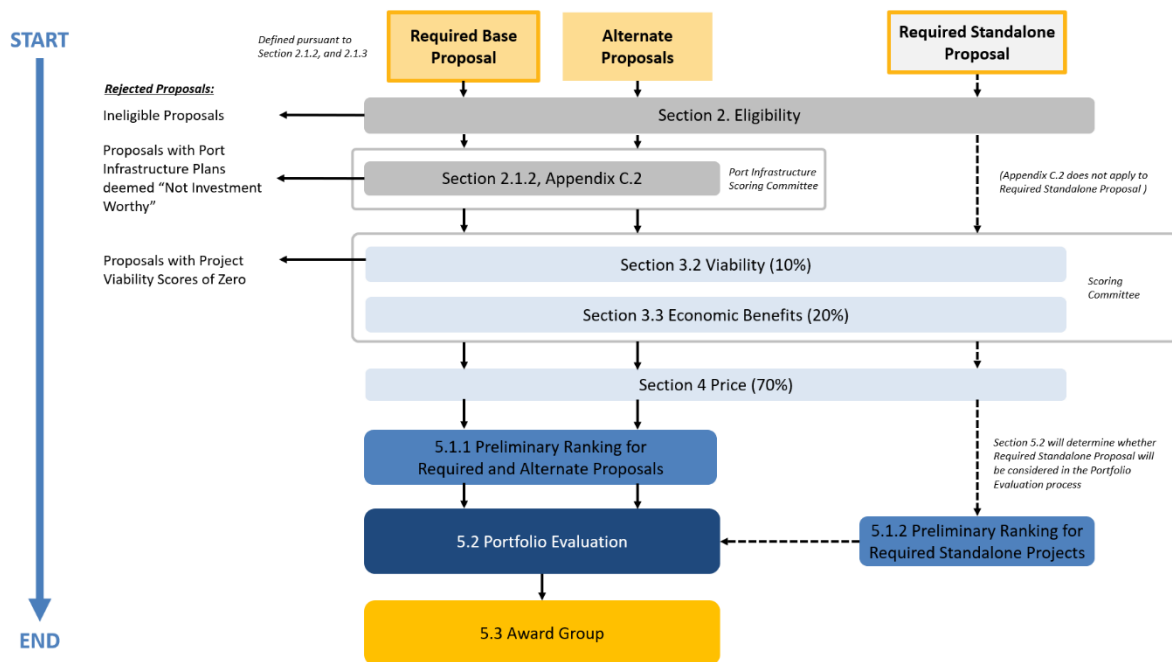 START
Defined pursuant to
Section 2.1.2, and 2.1.3
Required Base
Proposal
Alternate
Proposals
Required Standalone
Proposal
Rejected Proposals:
Ineligible Proposals
Section 2. Eligibility
Proposals with Port
Infrastructure Plans
deemed “Not Investment
Worthy”
Section 2.1.2, Appendix C.2
Port Infrastructure
Scoring Committee
(Appendix C.2 does not apply to
Required Standalone Proposal )
Proposals with Project
Viability Scores of Zero
Section 3.2 Viability (10%)
Section 3.3 Economic Benefits (20%)
Scoring
Committee
Section 4 Price (70%)
5.1.1 Preliminary Ranking for
Required and Alternate Proposals
Section 5.2 will determine whether
Required Standalone Proposal will
be considered in the Portfolio
Evaluation process
5.2 Portfolio Evaluation
5.1.2 Preliminary Ranking for
Required Standalone Projects
5.3 Award Group
END